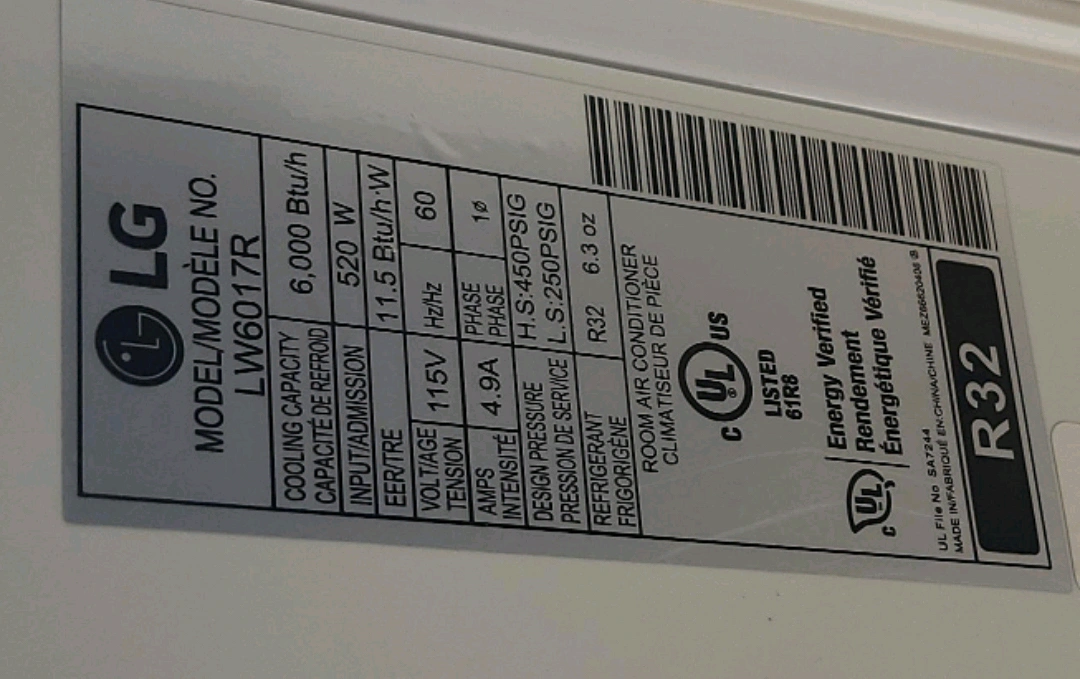 LG
MODEL/MODÈLE NO.
LW6017R
COOLING CAPACITY
CAPACITÉ DE REFROID
6,000 Btu/h
INPUT/ADMISSION 520 W
EER/TRE 11.5 Btu/h·W
VOLTAGE
TENSION
115V Hz/Hz 60
AMPS
INTENSITÉ
4.9A PHASE
PHASE
1ø
DESIGN PRESSURE H.S:450PSIG
PRESSION DE SERVICE L.S:250PSIG
REFRIGERANT
FRIGORIGÈNE
R32 6.3 oz
ROOM AIR CONDITIONER
CLIMATISEUR DE PIÈCE
C UL ® US
LISTED
61R8
C UL Energy Verified
Rendement
Énergétique Vérifié
UL File No SA7244
MADE IN/FABRIQUÉ EN:CHINA/CHINE MEZ66620408
R32